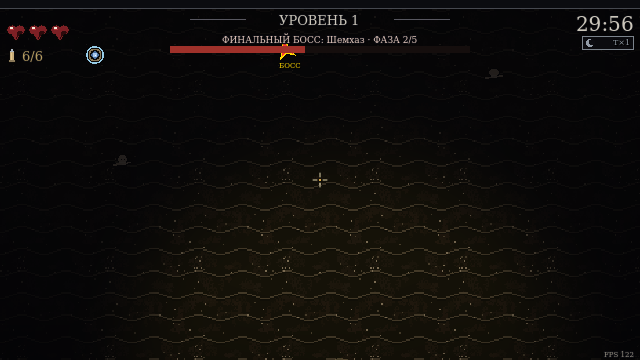 УРОВЕНЬ 1
29:56
ФИНАЛЬНЫЙ БОСС: Шемхаз · ФАЗА 2/5
T×1
6/6
БОСС
FPS 122